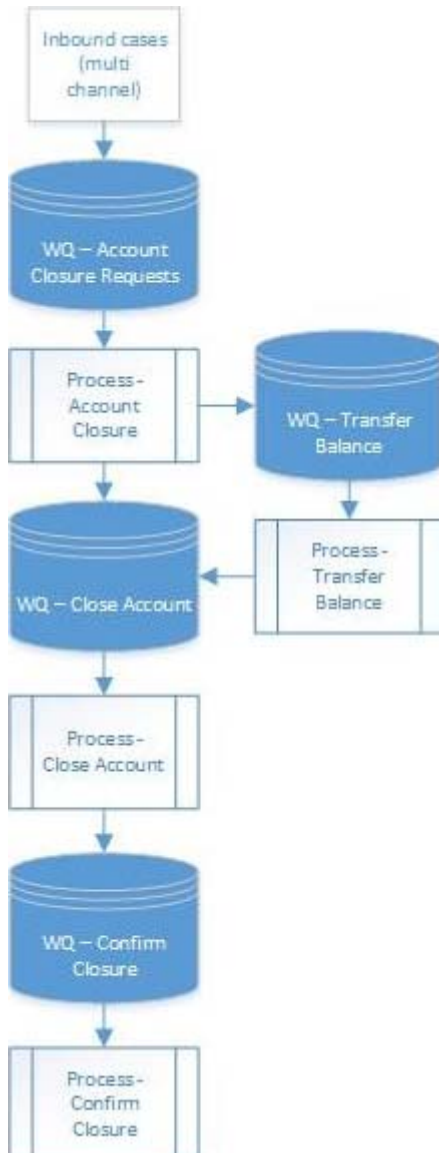 Inbound cases
(multi
channel)
WQ – Account
Closure Requests
Process -
Account
Closure
WQ – Transfer
Balance
Process -
Transfer
Balance
WQ – Close Account
Process -
Close Account
WQ – Confirm
Closure
Process -
Confirm
Closure